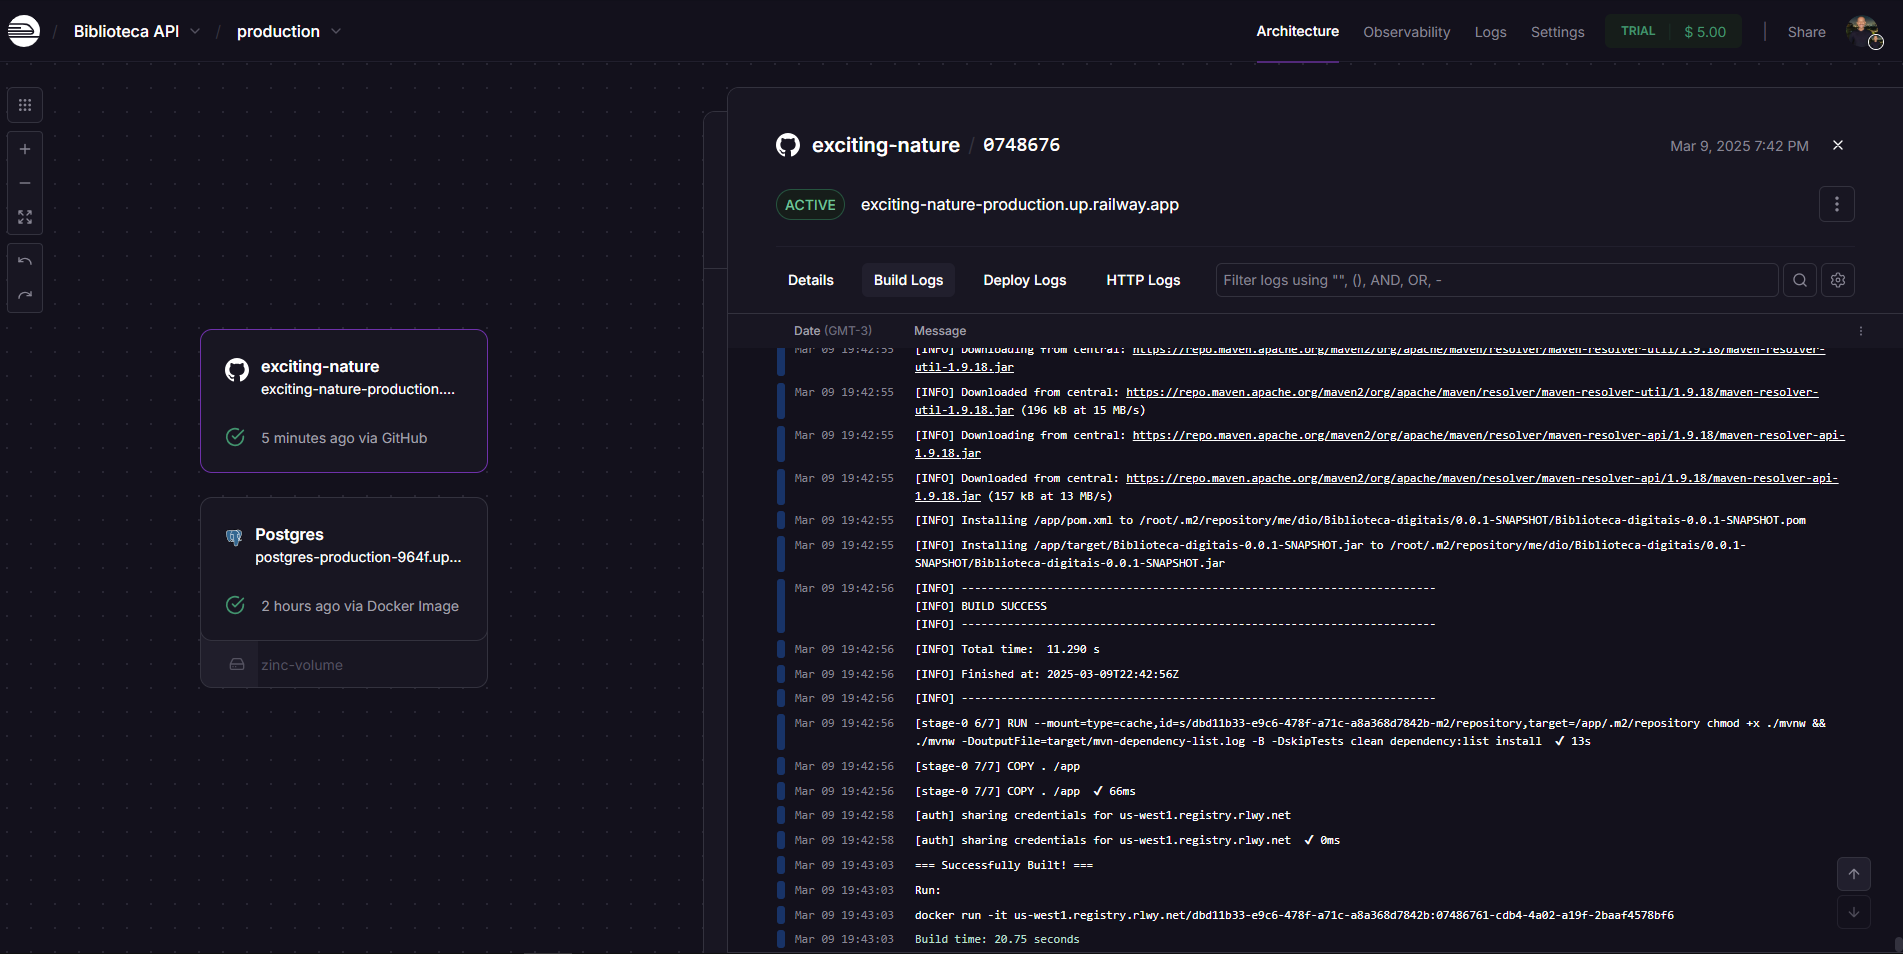 / Biblioteca API / production
Architecture Observability Logs Settings TRIAL $ 5.00 Share
exciting-nature / 0748676
Mar 9, 2025 7:42 PM
ACTIVE exciting-nature-production.up.railway.app
Details Build Logs Deploy Logs HTTP Logs Filter logs using "", (), AND, OR, -
Date (GMT-3) Message
exciting-nature
exciting-nature-production....
5 minutes ago via GitHub
Postgres
postgres-production-964f.up...
2 hours ago via Docker Image
zinc-volume
Mar 09 19:42:55 [INFO] Downloading from central: https://repo.maven.apache.org/maven2/org/apache/maven/resolver/maven-resolver-util/1.9.18/maven-resolver-
util-1.9.18.jar
Mar 09 19:42:55 [INFO] Downloaded from central: https://repo.maven.apache.org/maven2/org/apache/maven/resolver/maven-resolver-util/1.9.18/maven-resolver-
util-1.9.18.jar (196 kB at 15 MB/s)
Mar 09 19:42:55 [INFO] Downloading from central: https://repo.maven.apache.org/maven2/org/apache/maven/resolver/maven-resolver-api/1.9.18/maven-resolver-api-
1.9.18.jar
Mar 09 19:42:55 [INFO] Downloaded from central: https://repo.maven.apache.org/maven2/org/apache/maven/resolver/maven-resolver-api/1.9.18/maven-resolver-api-
1.9.18.jar (157 kB at 13 MB/s)
Mar 09 19:42:55 [INFO] Installing /app/pom.xml to /root/.m2/repository/me/dio/Biblioteca-digitais/0.0.1-SNAPSHOT/Biblioteca-digitais-0.0.1-SNAPSHOT.pom
Mar 09 19:42:55 [INFO] Installing /app/target/Biblioteca-digitais-0.0.1-SNAPSHOT.jar to /root/.m2/repository/me/dio/Biblioteca-digitais/0.0.1-
SNAPSHOT/Biblioteca-digitais-0.0.1-SNAPSHOT.jar
Mar 09 19:42:56 [INFO] ------------------------------------------------------------------------
[INFO] BUILD SUCCESS
[INFO] ------------------------------------------------------------------------
Mar 09 19:42:56 [INFO] Total time:  11.290 s
Mar 09 19:42:56 [INFO] Finished at: 2025-03-09T22:42:56Z
Mar 09 19:42:56 [INFO] ------------------------------------------------------------------------
Mar 09 19:42:56 [stage-0 6/7] RUN --mount=type=cache,id=s/dbd11b33-e9c6-478f-a71c-a8a368d7842b-m2/repository,target=/app/.m2/repository chmod +x ./mvnw &&
./mvnw -DoutputFile=target/mvn-dependency-list.log -B -DskipTests clean dependency:list install ✔ 13s
Mar 09 19:42:56 [stage-0 7/7] COPY . /app
Mar 09 19:42:56 [stage-0 7/7] COPY . /app ✔ 66ms
Mar 09 19:42:58 [auth] sharing credentials for us-west1.registry.rlwy.net
Mar 09 19:42:58 [auth] sharing credentials for us-west1.registry.rlwy.net ✔ 0ms
Mar 09 19:43:03 === Successfully Built! ===
Mar 09 19:43:03 Run:
Mar 09 19:43:03 docker run -it us-west1.registry.rlwy.net/dbd11b33-e9c6-478f-a71c-a8a368d7842b:07486761-cdb4-4a02-a19f-2baaf4578bf6
Mar 09 19:43:03 Build time: 20.75 seconds